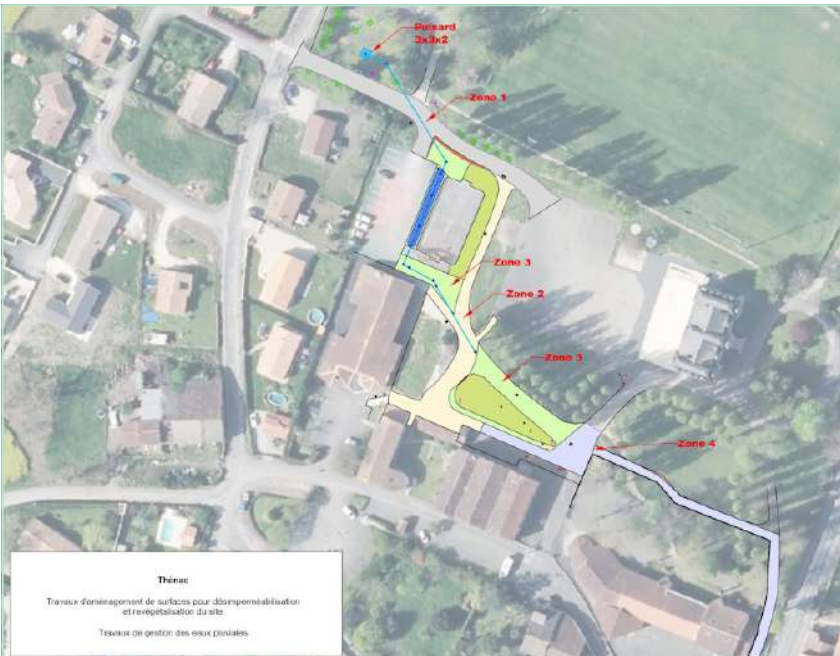 Puisard
3x3x2
Zone 1
Zone 3
Zone 2
Zone 3
Zone 4
Thénac
Travaux d'aménagement de surfaces pour désimperméabilisation
et revégétalisation du site
Travaux de gestion des eaux pluviales